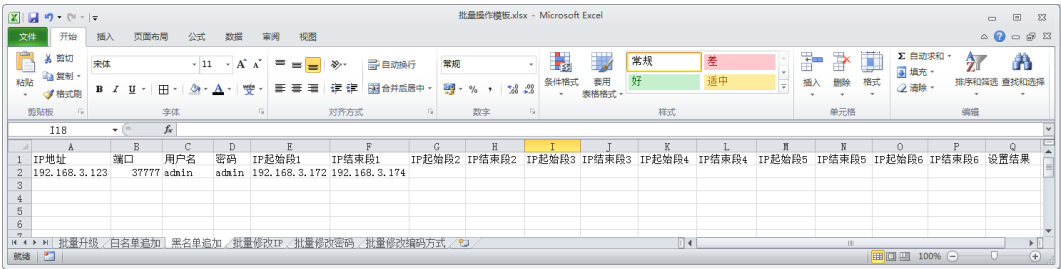 批量操作模板.xlsx - Microsoft Excel
文件 开始 插入 页面布局 公式 数据 审阅 视图
粘贴 剪切 复制 格式刷 剪贴板
宋体 11 A A
B I U A 字体
自动换行 合并后居中 对齐方式
常规 % , 数字
条件格式 套用表格格式 常规 差 好 适中 样式
插入 删除 格式 单元格
Σ 自动求和 填充 清除 排序和筛选 查找和选择 编辑
I18 fx
A B C D E F G H I J K L M N O P Q
1 IP地址 端口 用户名 密码 IP起始段1 IP结束段1 IP起始段2 IP结束段2 IP起始段3 IP结束段3 IP起始段4 IP结束段4 IP起始段5 IP结束段5 IP起始段6 IP结束段6 设置结果
2 192.168.3.123 37777 admin admin 192.168.3.172 192.168.3.174
3
4
5
6
批量升级 白名单追加 黑名单追加 批量修改IP 批量修改密码 批量修改编码方式
就绪 100%